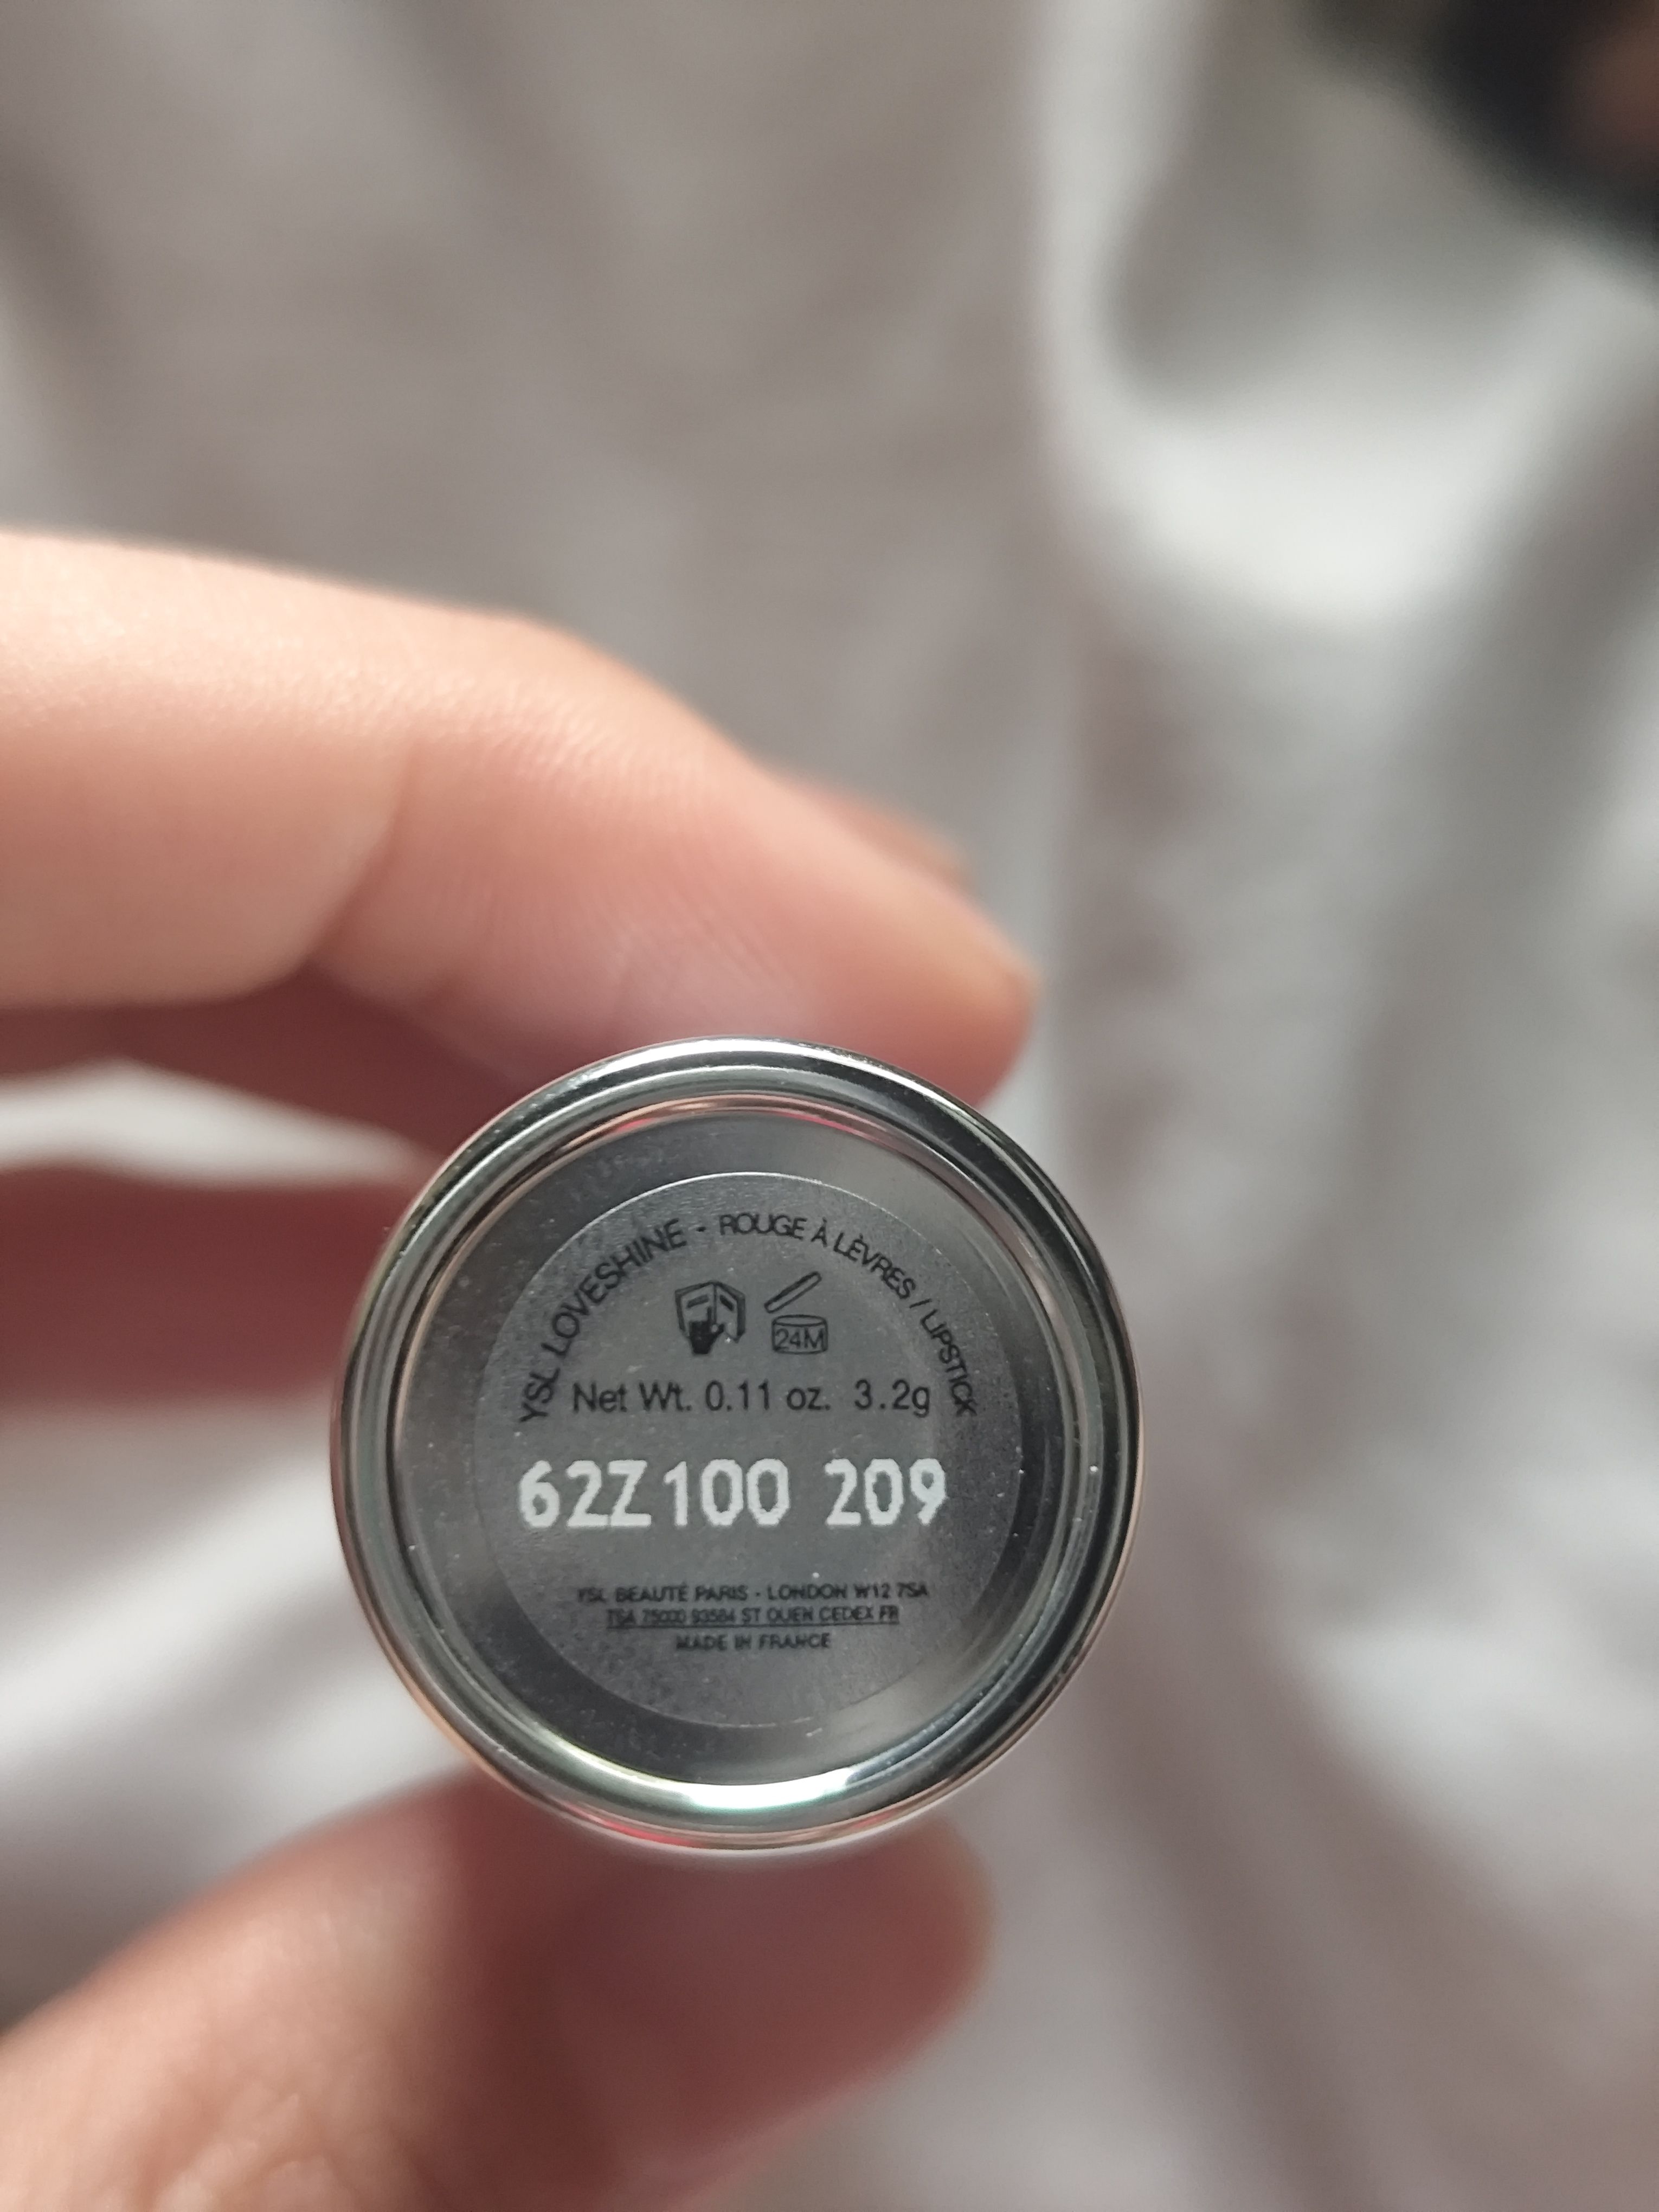 YSL LOVESHINE - ROUGE À LÈVRES / LIPSTICK
24M
Net Wt. 0.11 oz. 3.2g
62Z100 209
YSL BEAUTÉ PARIS - LONDON W12 7SA
TSA 75000 93584 ST OUEN CEDEX FR
MADE IN FRANCE